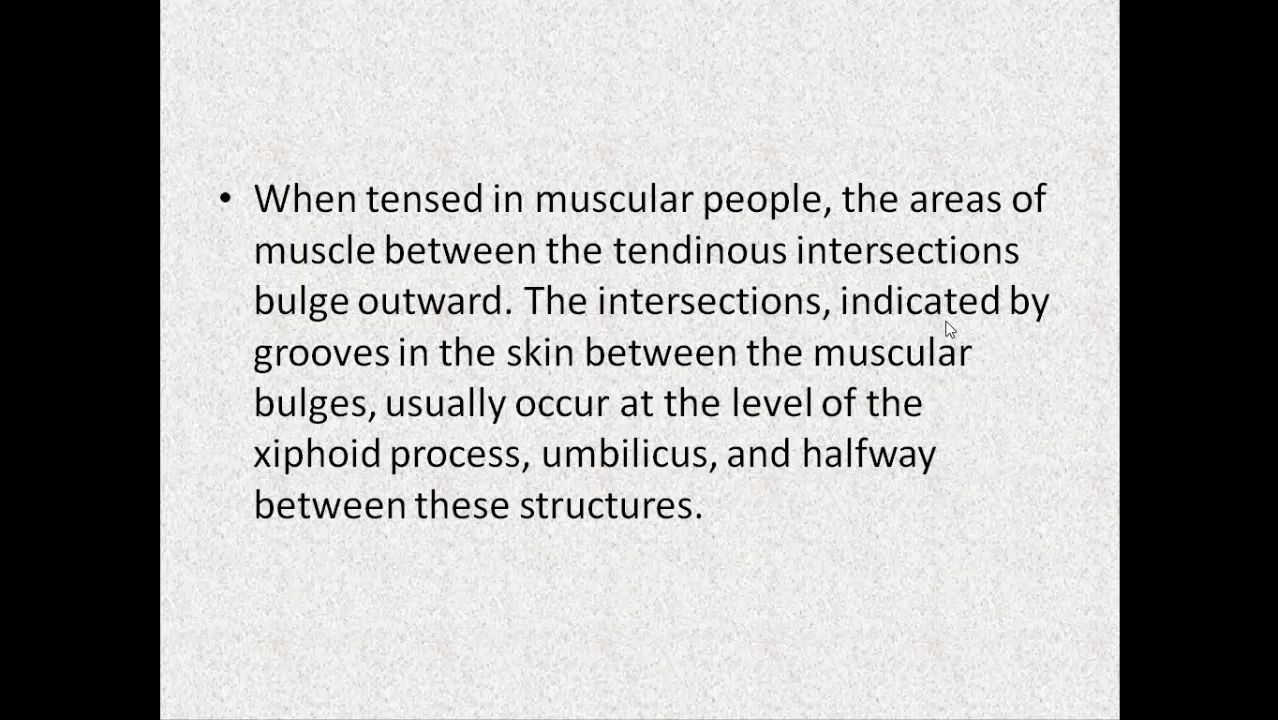 • When tensed in muscular people, the areas of
muscle between the tendinous intersections
bulge outward. The intersections, indicated by
grooves in the skin between the muscular
bulges, usually occur at the level of the
xiphoid process, umbilicus, and halfway
between these structures.